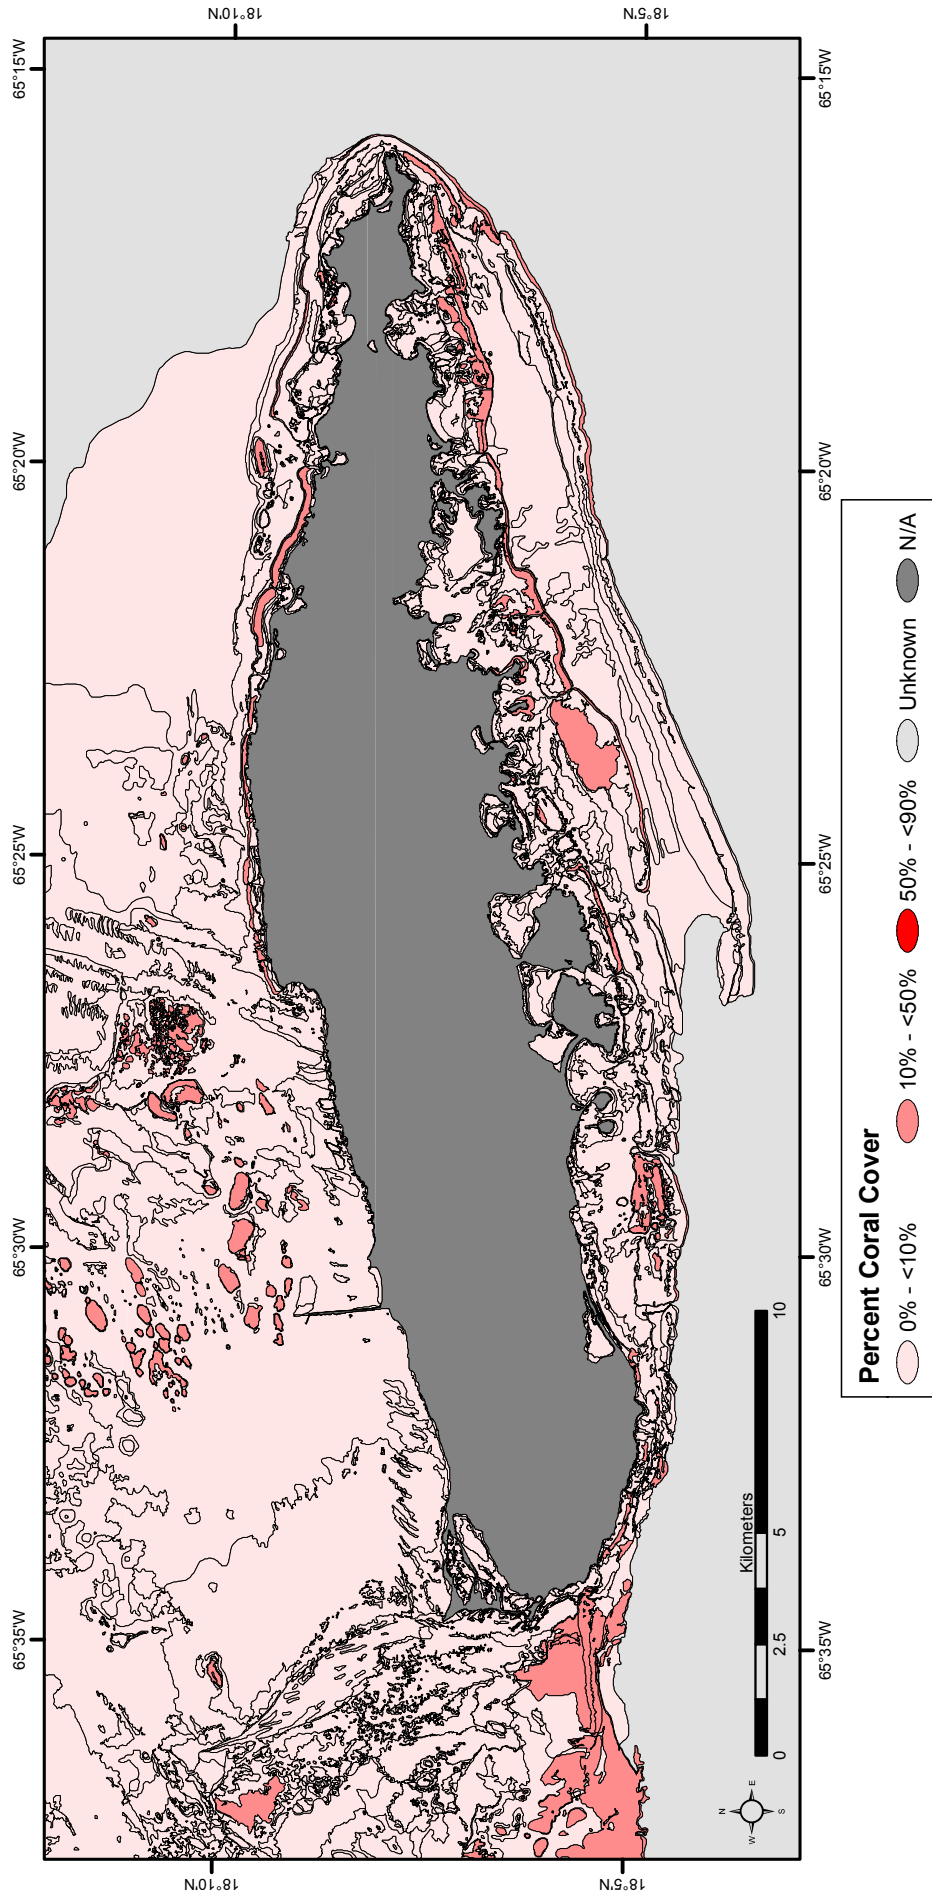 65°35'W
65°30'W
65°25'W
65°20'W
65°15'W
18°10'N
18°5'N
18°10'N
18°5'N
N
W
E
S
Kilometers
0
2.5
5
10
65°35'W
65°30'W
65°25'W
65°20'W
65°15'W
Percent Coral Cover
0% - <10%
10% - <50%
50% - <90%
Unknown
N/A